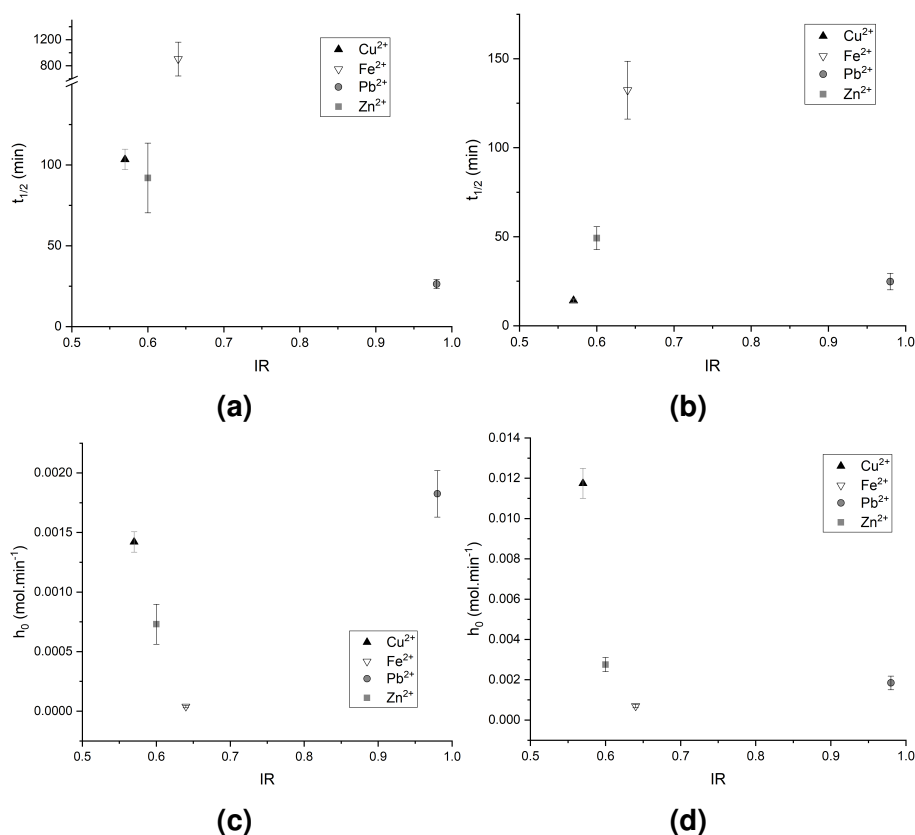 1200
800
100
50
0
t1/2 (min)
0.5 0.6 0.7 0.8 0.9 1.0
IR
Cu2+
Fe2+
Pb2+
Zn2+
(a)
150
100
50
0
t1/2 (min)
0.5 0.6 0.7 0.8 0.9 1.0
IR
Cu2+
Fe2+
Pb2+
Zn2+
(b)
0.0020
0.0015
0.0010
0.0005
0.0000
h0 (mol.min-1)
0.5 0.6 0.7 0.8 0.9 1.0
IR
Cu2+
Fe2+
Pb2+
Zn2+
(c)
0.014
0.012
0.010
0.008
0.006
0.004
0.002
0.000
h0 (mol.min-1)
0.5 0.6 0.7 0.8 0.9 1.0
IR
Cu2+
Fe2+
Pb2+
Zn2+
(d)